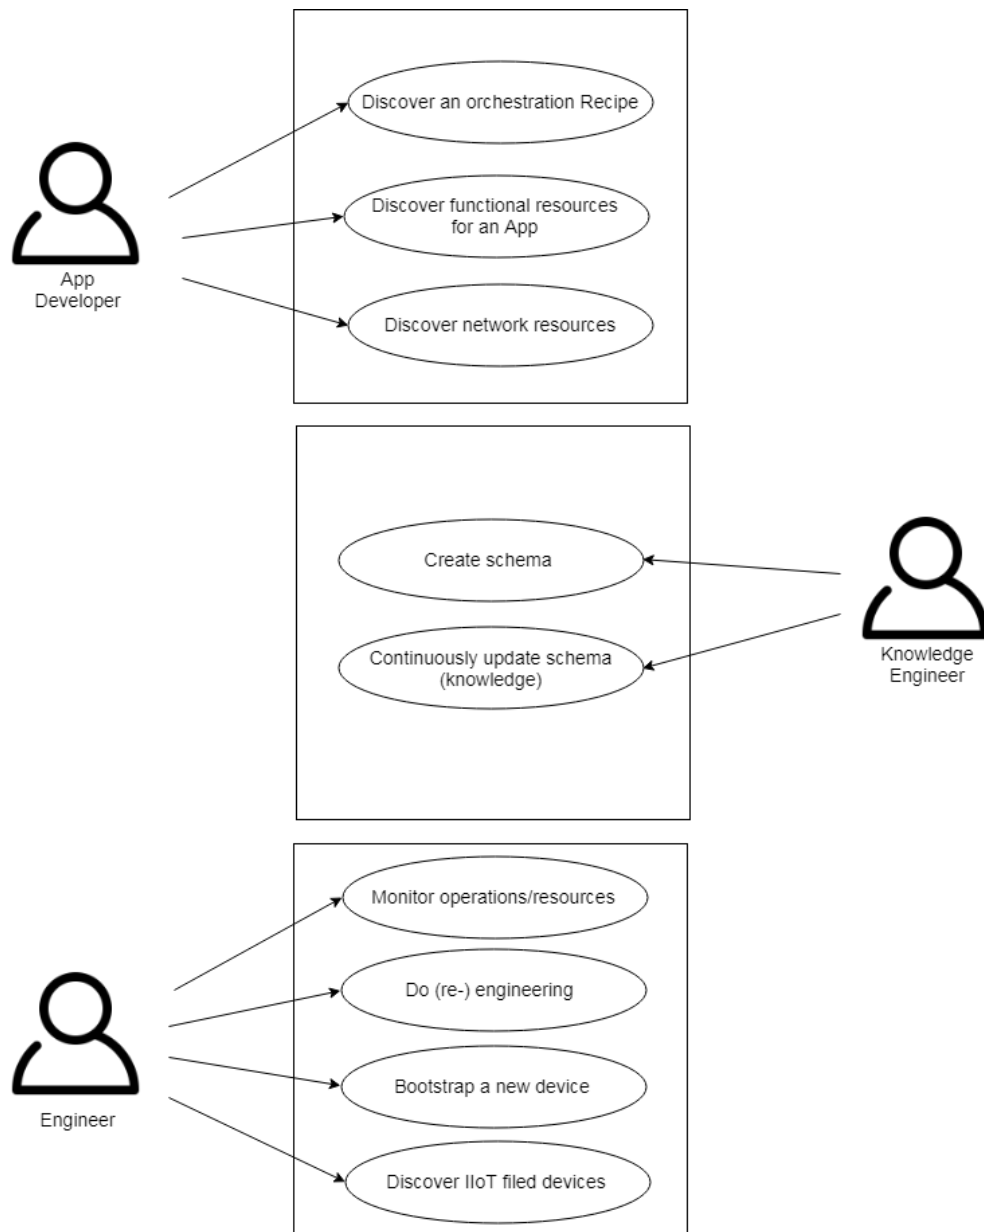 Discover an orchestration Recipe
Discover functional resources
for an App
Discover network resources
App
Developer
Create schema
Continuously update schema
(knowledge)
Knowledge
Engineer
Monitor operations/resources
Do (re-) engineering
Bootstrap a new device
Discover IIoT filed devices
Engineer